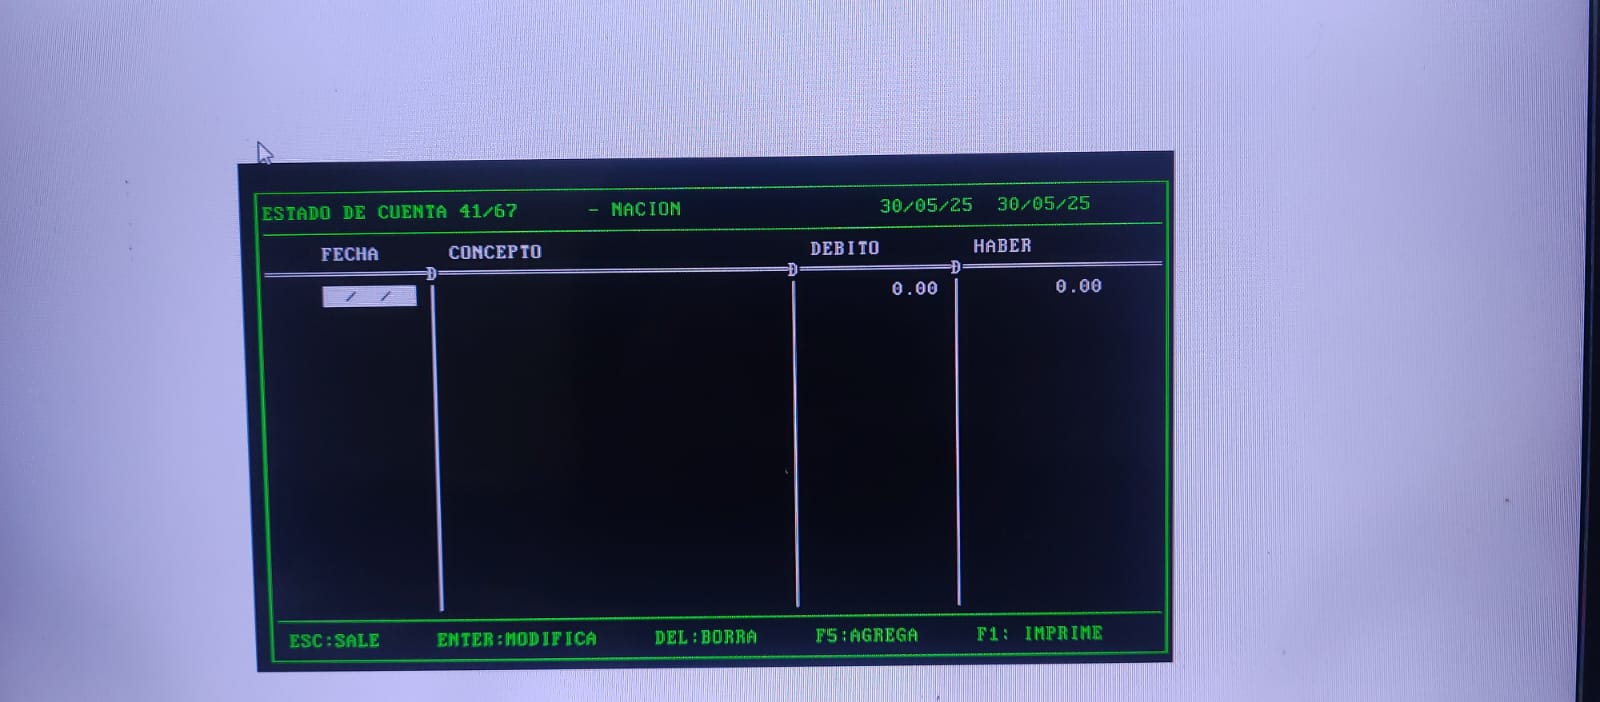 ESTADO DE CUENTA 41/67 - NACION 30/05/25 30/05/25
FECHA CONCEPTO DEBITO HABER
/ / 0.00 0.00
ESC:SALE ENTER:MODIFICA DEL:BORRA F5:AGREGA F1: IMPRIME